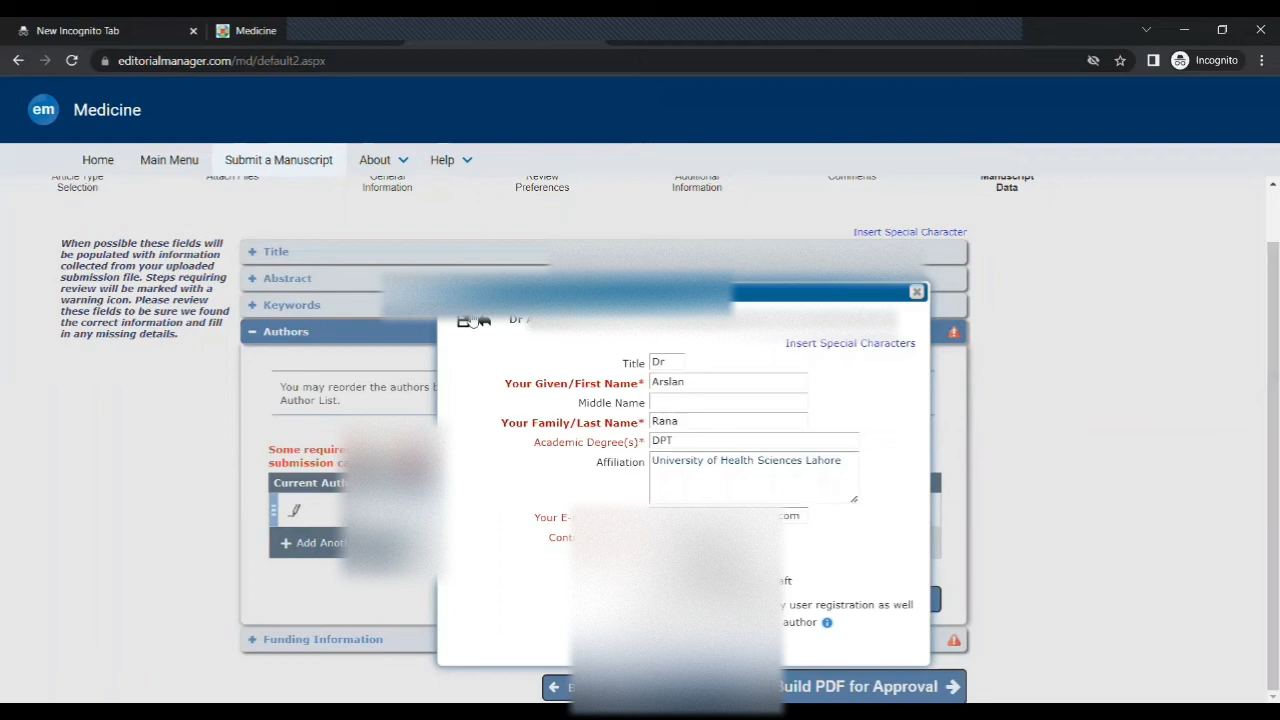 New Incognito Tab
Medicine
editorialmanager.com/md/default2.aspx
Incognito
em Medicine
Home Main Menu Submit a Manuscript About Help
Article Type Selection
Attach Files
General Information
Review Preferences
Additional Information
Comments
Manuscript Data
Insert Special Character
When possible these fields will
be populated with information
collected from your uploaded
submission file. Steps requiring
review will be marked with a
warning icon. Please review
these fields to be sure we found
the correct information and fill
in any missing details.
+ Title
+ Abstract
+ Keywords
− Authors
You may reorder the authors b
Author List.
Some require
submission ca
Current Auth
+ Add Anot
+ Funding Information
Dr
Insert Special Characters
Title Dr
Your Given/First Name* Arslan
Middle Name
Your Family/Last Name* Rana
Academic Degree(s)* DPT
Affiliation University of Health Sciences Lahore
Your E- com
Cont
aft
y user registration as well
author
Build PDF for Approval